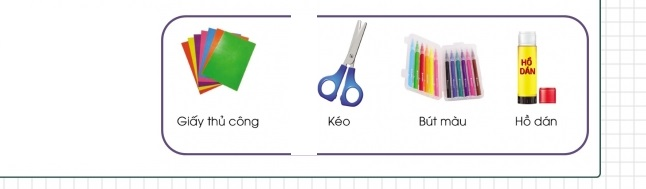 HỒ
DÁN
Giấy thủ công
Kéo
Bút màu
Hồ dán